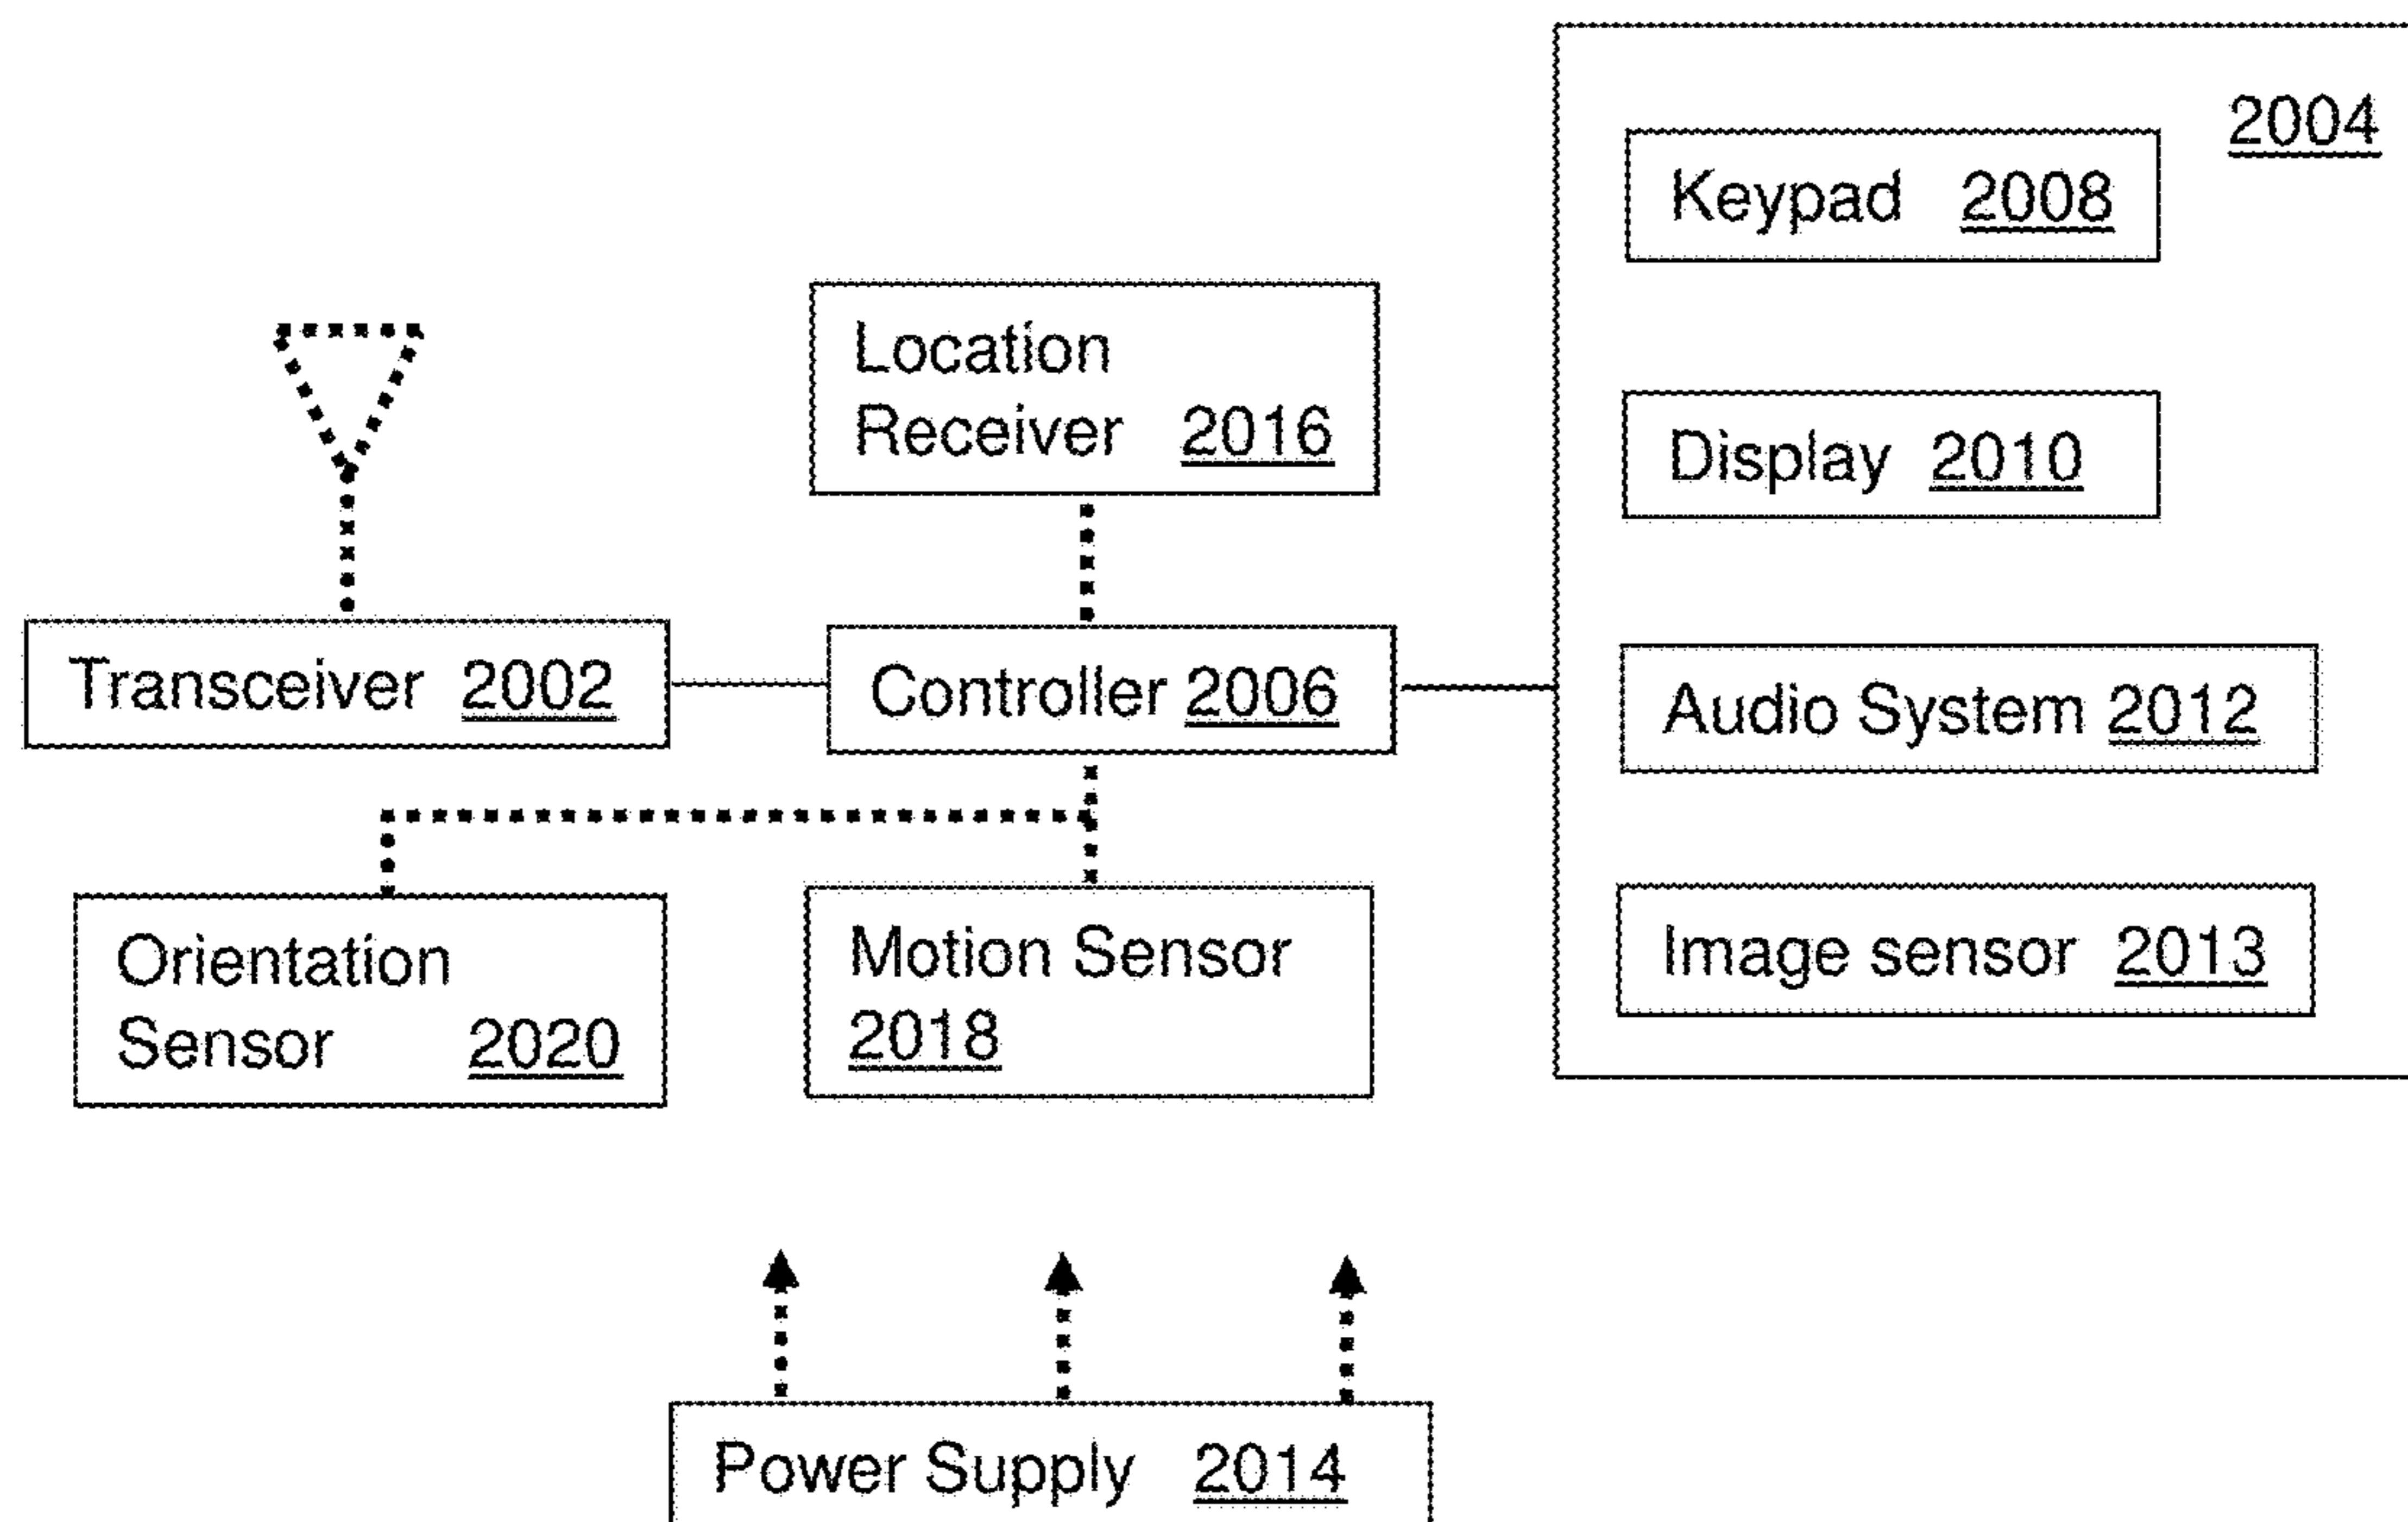 2004
Keypad 2008
Location
Receiver 2016
Display 2010
Transceiver 2002
Controller 2006
Audio System 2012
Orientation
Sensor 2020
Motion Sensor
2018
Image sensor 2013
Power Supply 2014